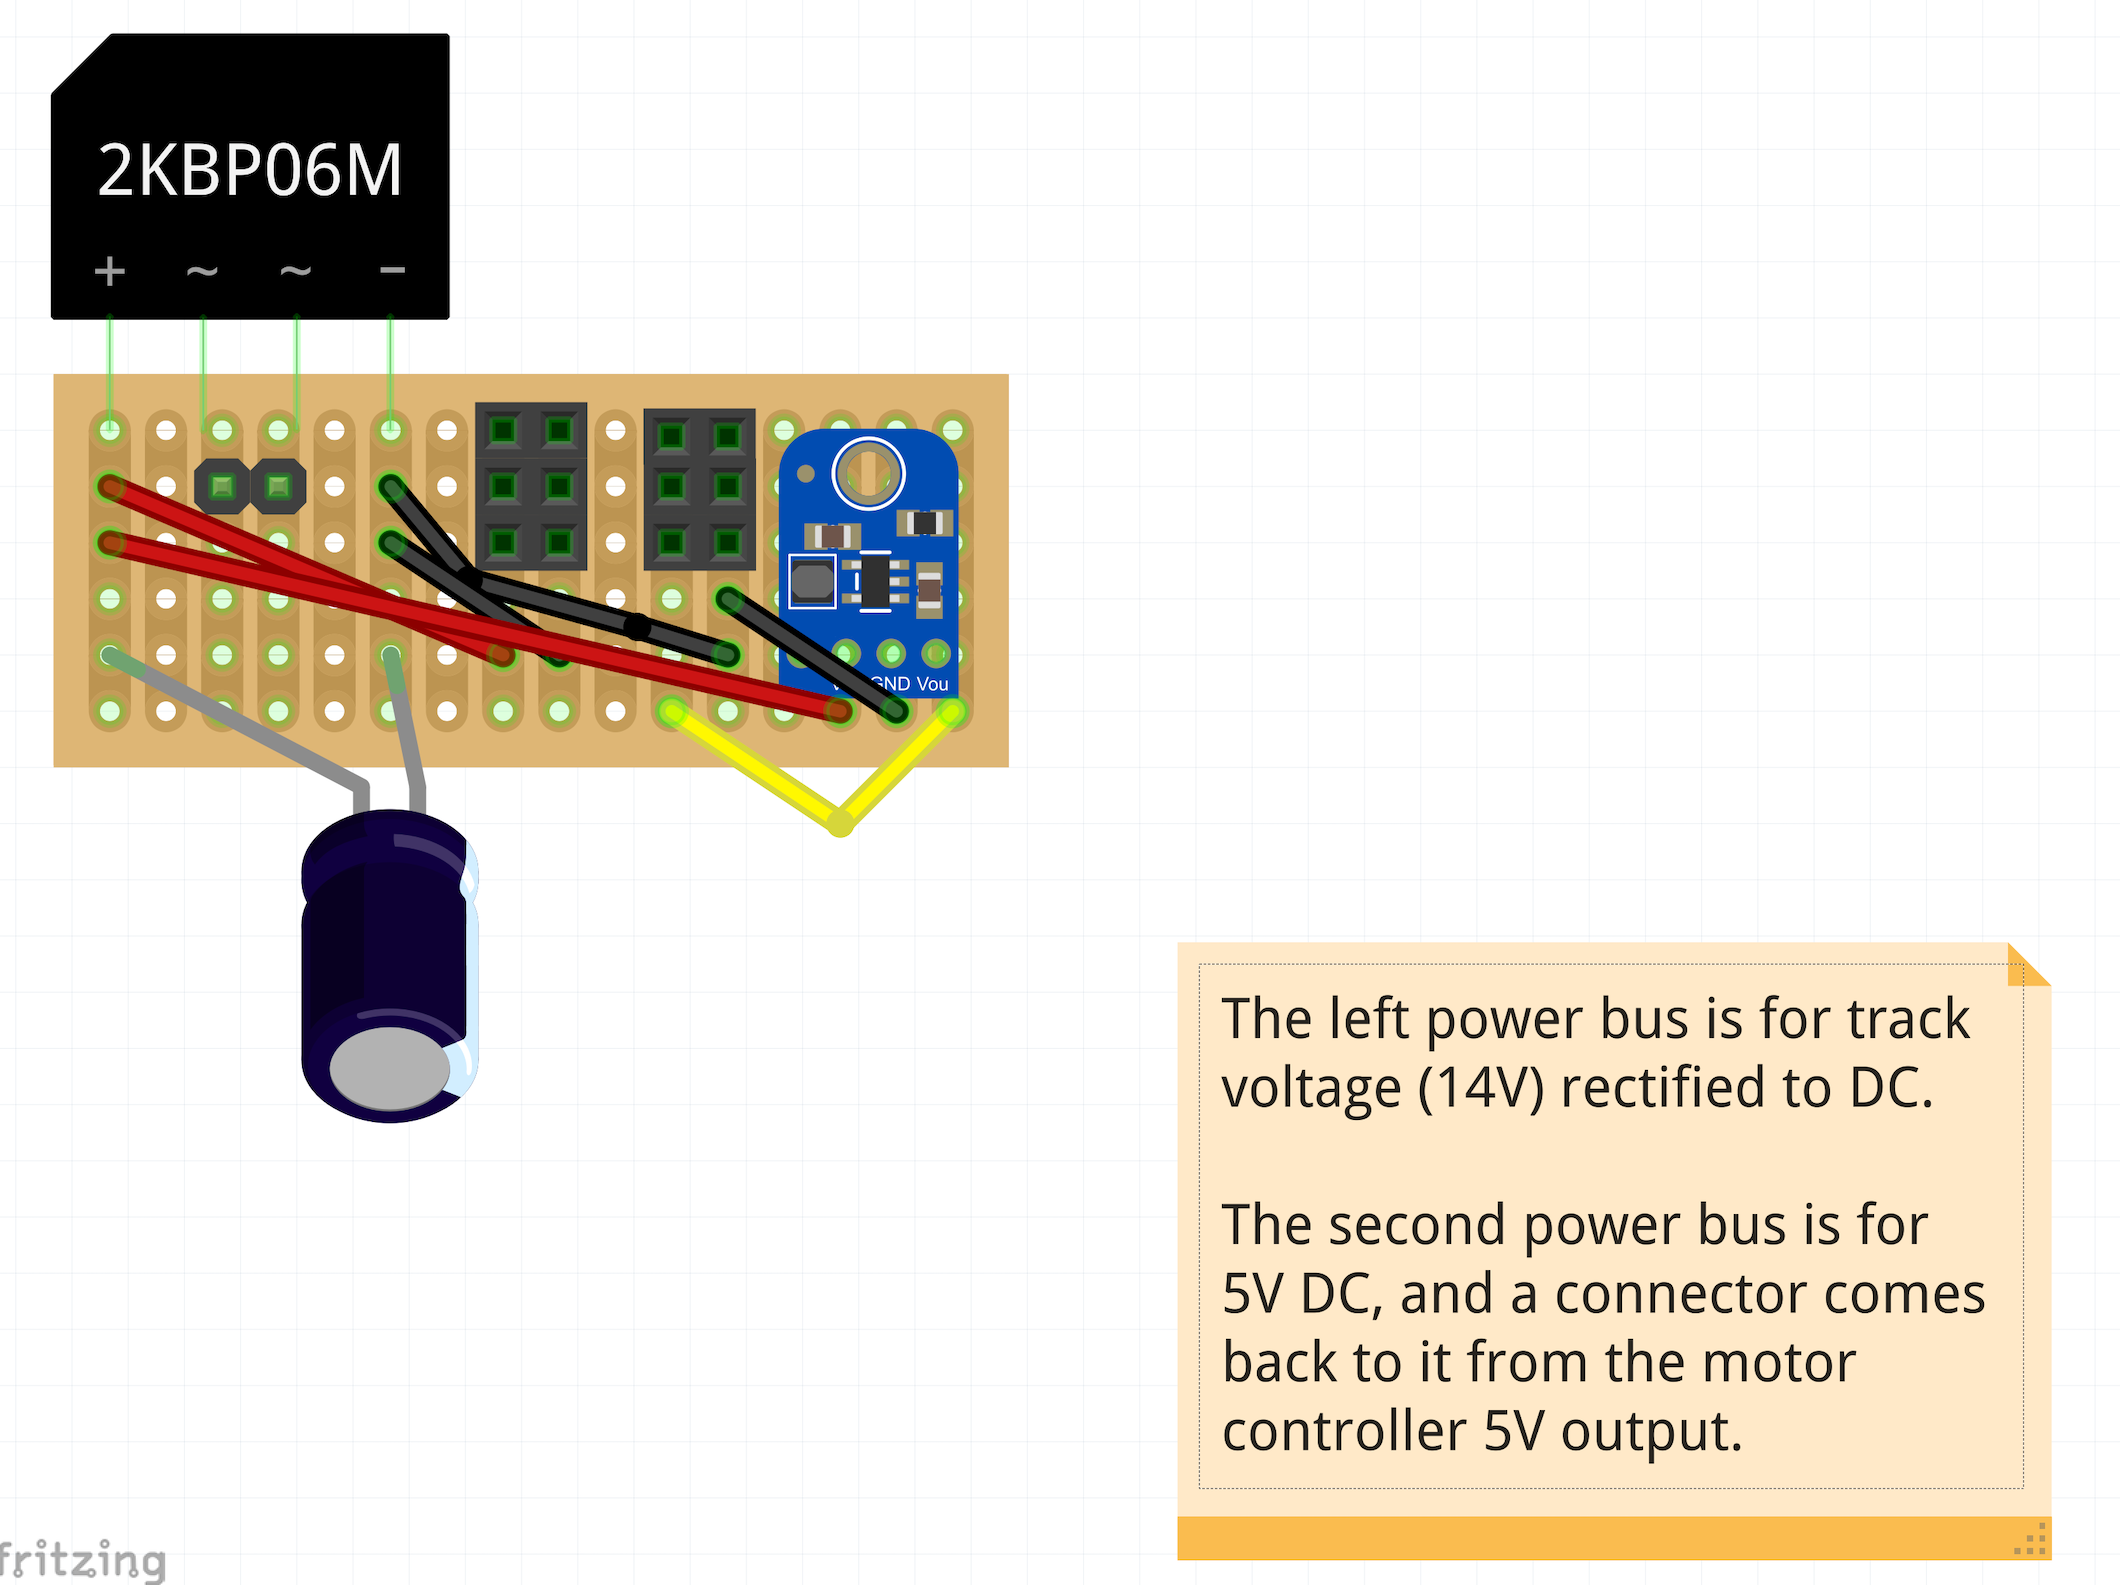 2KBP06M
+ ~ ~ −
GND Vou
The left power bus is for track
voltage (14V) rectified to DC.
The second power bus is for
5V DC, and a connector comes
back to it from the motor
controller 5V output.
fritzing